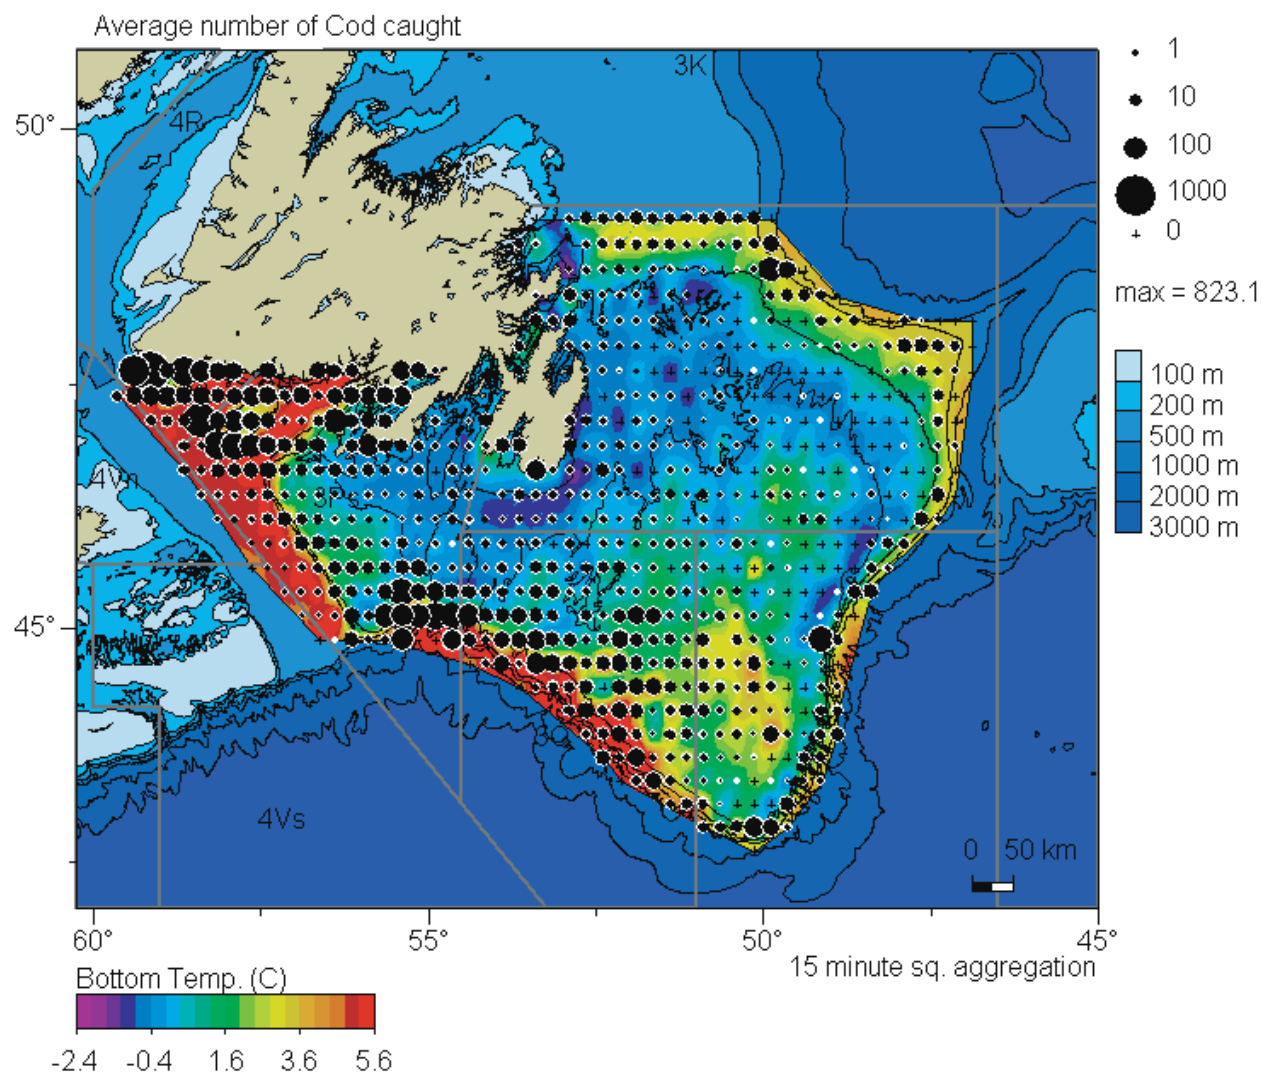 Average number of Cod caught
3K
1
50°
4R
10
100
1000
0
max = 823.1
100 m
200 m
500 m
1000 m
2000 m
3000 m
4Vn
45°
4Vs
0 50 km
60°
55°
50°
45°
15 minute sq. aggregation
Bottom Temp. (C)
-2.4 -0.4 1.6 3.6 5.6